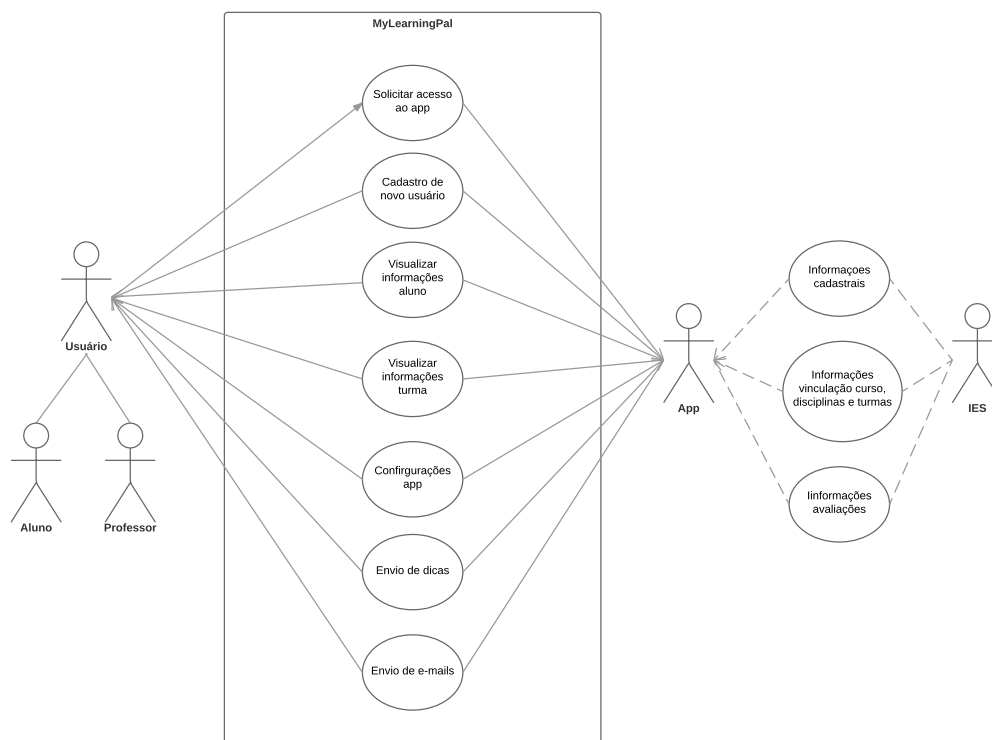 MyLearningPal
Solicitar acesso
ao app
Cadastro de
novo usuário
Visualizar
informações
aluno
Visualizar
informações
turma
Confirgurações
app
Envio de dicas
Envio de e-mails
Usuário
Aluno
Professor
App
Informaçoes
cadastrais
Informações
vinculação curso,
disciplinas e turmas
Iinformações
avaliações
IES